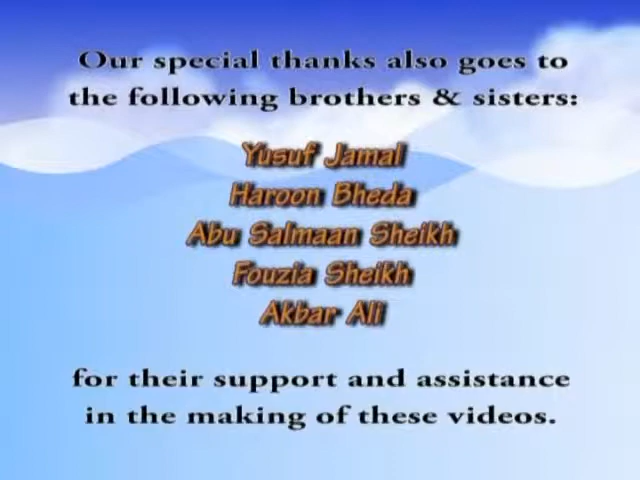 Our special thanks also goes to
the following brothers & sisters:
Yusuf Jamal
Haroon Bheda
Abu Salmaan Sheikh
Fouzia Sheikh
Akbar Ali
for their support and assistance
in the making of these videos.